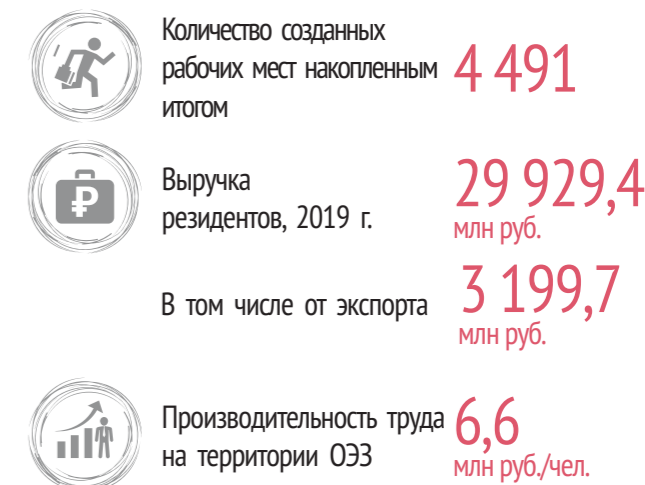 Количество созданных
рабочих мест накопленным
итогом
4 491
Выручка
резидентов, 2019 г.
29 929,4
млн руб.
В том числе от экспорта
3 199,7
млн руб.
Производительность труда
на территории ОЭЗ
6,6
млн руб./чел.